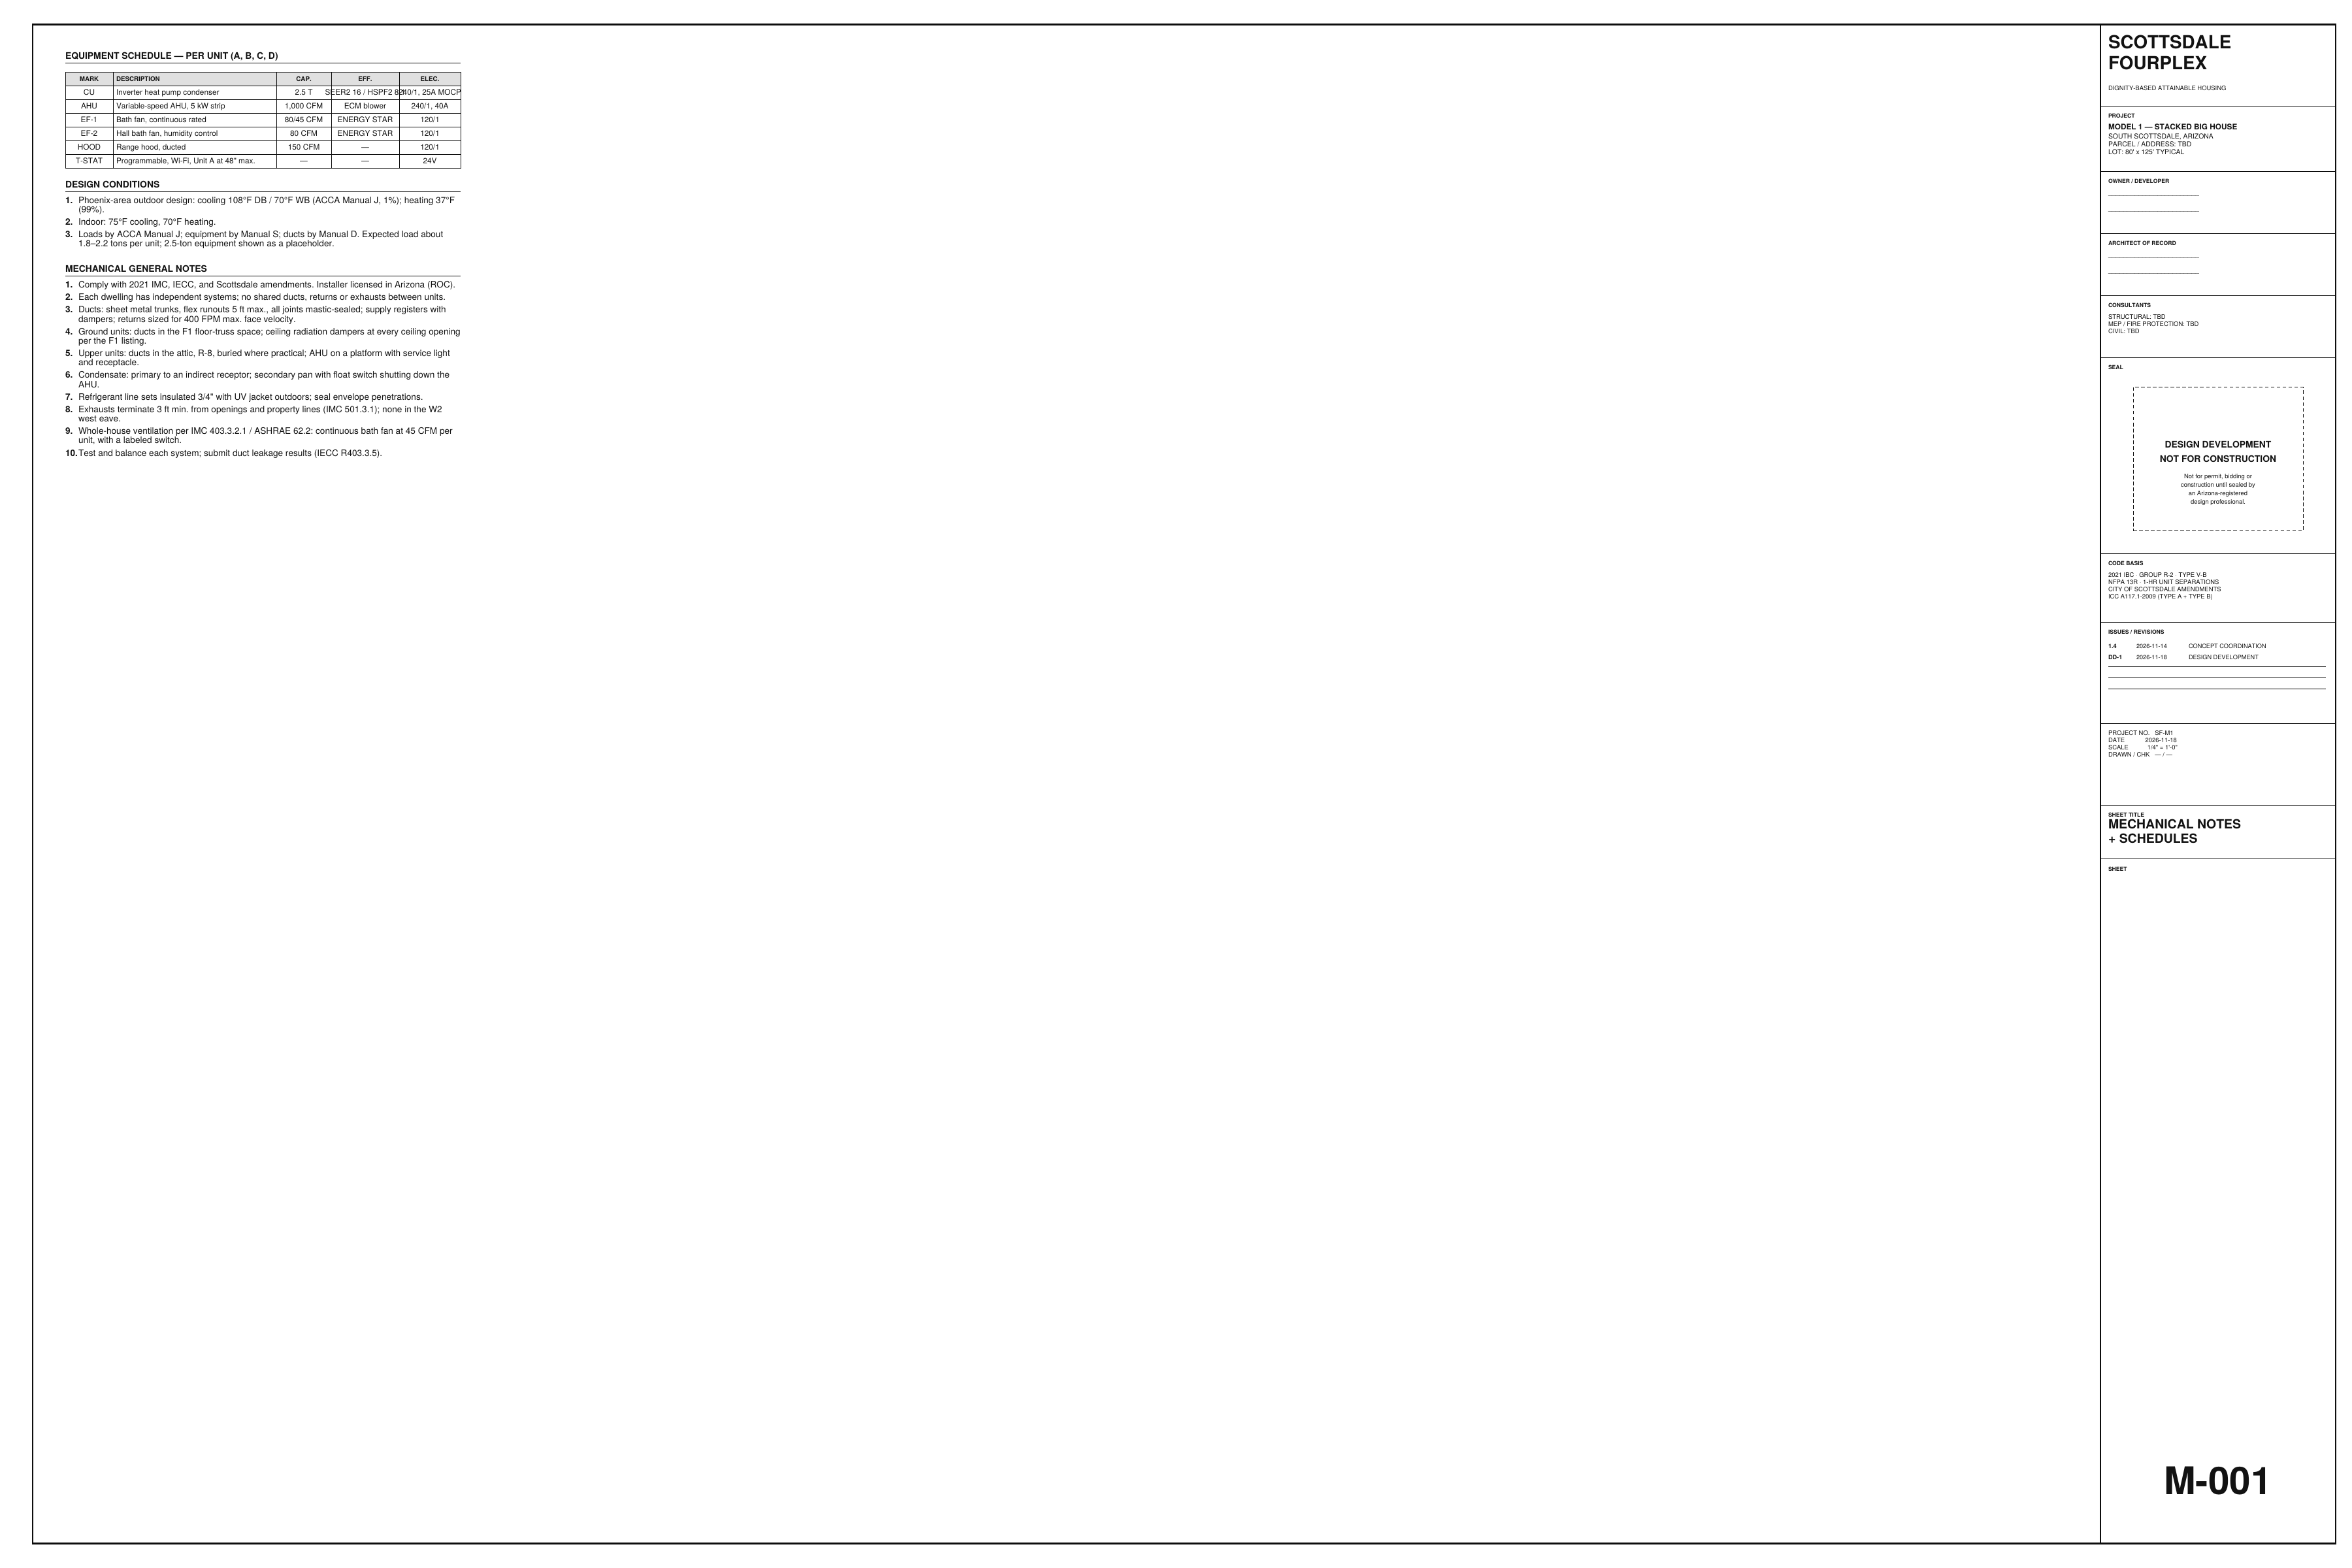 EQUIPMENT SCHEDULE — PER UNIT (A, B, C, D)
MARK DESCRIPTION CAP. EFF. ELEC.
CU Inverter heat pump condenser 2.5 T SEER2 16 / HSPF2 240/1, 25A MOCP
AHU Variable-speed AHU, 5 kW strip 1,000 CFM ECM blower 240/1, 40A
EF-1 Bath fan, continuous rated 80/45 CFM ENERGY STAR 120/1
EF-2 Hall bath fan, humidity control 80 CFM ENERGY STAR 120/1
HOOD Range hood, ducted 150 CFM — 120/1
T-STAT Programmable, Wi-Fi, Unit A at 48" max. — — 24V
DESIGN CONDITIONS
1. Phoenix-area outdoor design: cooling 108°F DB / 70°F WB (ACCA Manual J, 1%); heating 37°F
(99%).
2. Indoor: 75°F cooling, 70°F heating.
3. Loads by ACCA Manual J; equipment by Manual S; ducts by Manual D. Expected load about
1.8–2.2 tons per unit; 2.5-ton equipment shown as a placeholder.
MECHANICAL GENERAL NOTES
1. Comply with 2021 IMC, IECC, and Scottsdale amendments. Installer licensed in Arizona (ROC).
2. Each dwelling has independent systems; no shared ducts, returns or exhausts between units.
3. Ducts: sheet metal trunks, flex runouts 5 ft max., all joints mastic-sealed; supply registers with
dampers; returns sized for 400 FPM max. face velocity.
4. Ground units: ducts in the F1 floor-truss space; ceiling radiation dampers at every ceiling opening
per the F1 listing.
5. Upper units: ducts in the attic, R-8, buried where practical; AHU on a platform with service light
and receptacle.
6. Condensate: primary to an indirect receptor; secondary pan with float switch shutting down the
AHU.
7. Refrigerant line sets insulated 3/4" with UV jacket outdoors; seal envelope penetrations.
8. Exhausts terminate 3 ft min. from openings and property lines (IMC 501.3.1); none in the W2
west eave.
9. Whole-house ventilation per IMC 403.3.2.1 / ASHRAE 62.2: continuous bath fan at 45 CFM per
unit, with a labeled switch.
10. Test and balance each system; submit duct leakage results (IECC R403.3.5).
SCOTTSDALE
FOURPLEX
DIGNITY-BASED ATTAINABLE HOUSING
PROJECT
MODEL 1 — STACKED BIG HOUSE
SOUTH SCOTTSDALE, ARIZONA
PARCEL / ADDRESS: TBD
LOT: 80' x 125' TYPICAL
OWNER / DEVELOPER
ARCHITECT OF RECORD
CONSULTANTS
STRUCTURAL: TBD
MEP / FIRE PROTECTION: TBD
CIVIL: TBD
SEAL
DESIGN DEVELOPMENT
NOT FOR CONSTRUCTION
Not for permit, bidding or
construction until sealed by
an Arizona-registered
design professional.
CODE BASIS
2021 IBC · GROUP R-2 · TYPE V-B
NFPA 13R · 1-HR UNIT SEPARATIONS
CITY OF SCOTTSDALE AMENDMENTS
ICC A117.1-2009 (TYPE A + TYPE B)
ISSUES / REVISIONS
1.4 2026-11-14 CONCEPT COORDINATION
DD-1 2026-11-18 DESIGN DEVELOPMENT
PROJECT NO. SF-M1
DATE 2026-11-18
SCALE 1/4" = 1'-0"
DRAWN / CHK — / —
SHEET TITLE
MECHANICAL NOTES
+ SCHEDULES
SHEET
M-001